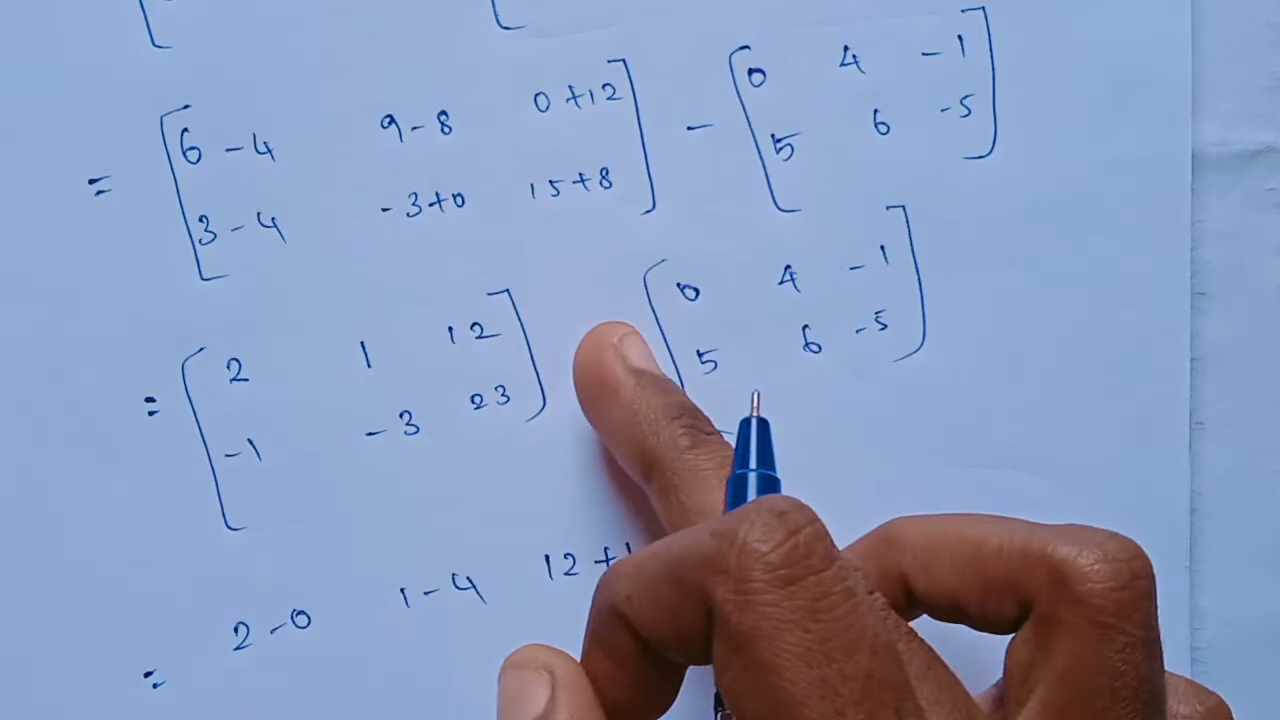 6-4 9-8 0+12 - 0 4 -1
= 3-4 -3+0 15+8 5 6 -5
2 1 12 0 4 -1
= -1 -3 23 5 6 -5
= 2-0 1-4 12+1